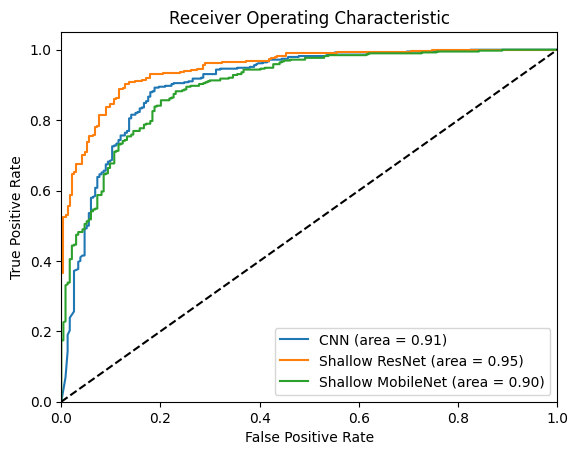 Receiver Operating Characteristic
1.0
0.8
0.6
0.4
0.2
0.0
True Positive Rate
CNN (area = 0.91)
Shallow ResNet (area = 0.95)
Shallow MobileNet (area = 0.90)
0.0 0.2 0.4 0.6 0.8 1.0
False Positive Rate